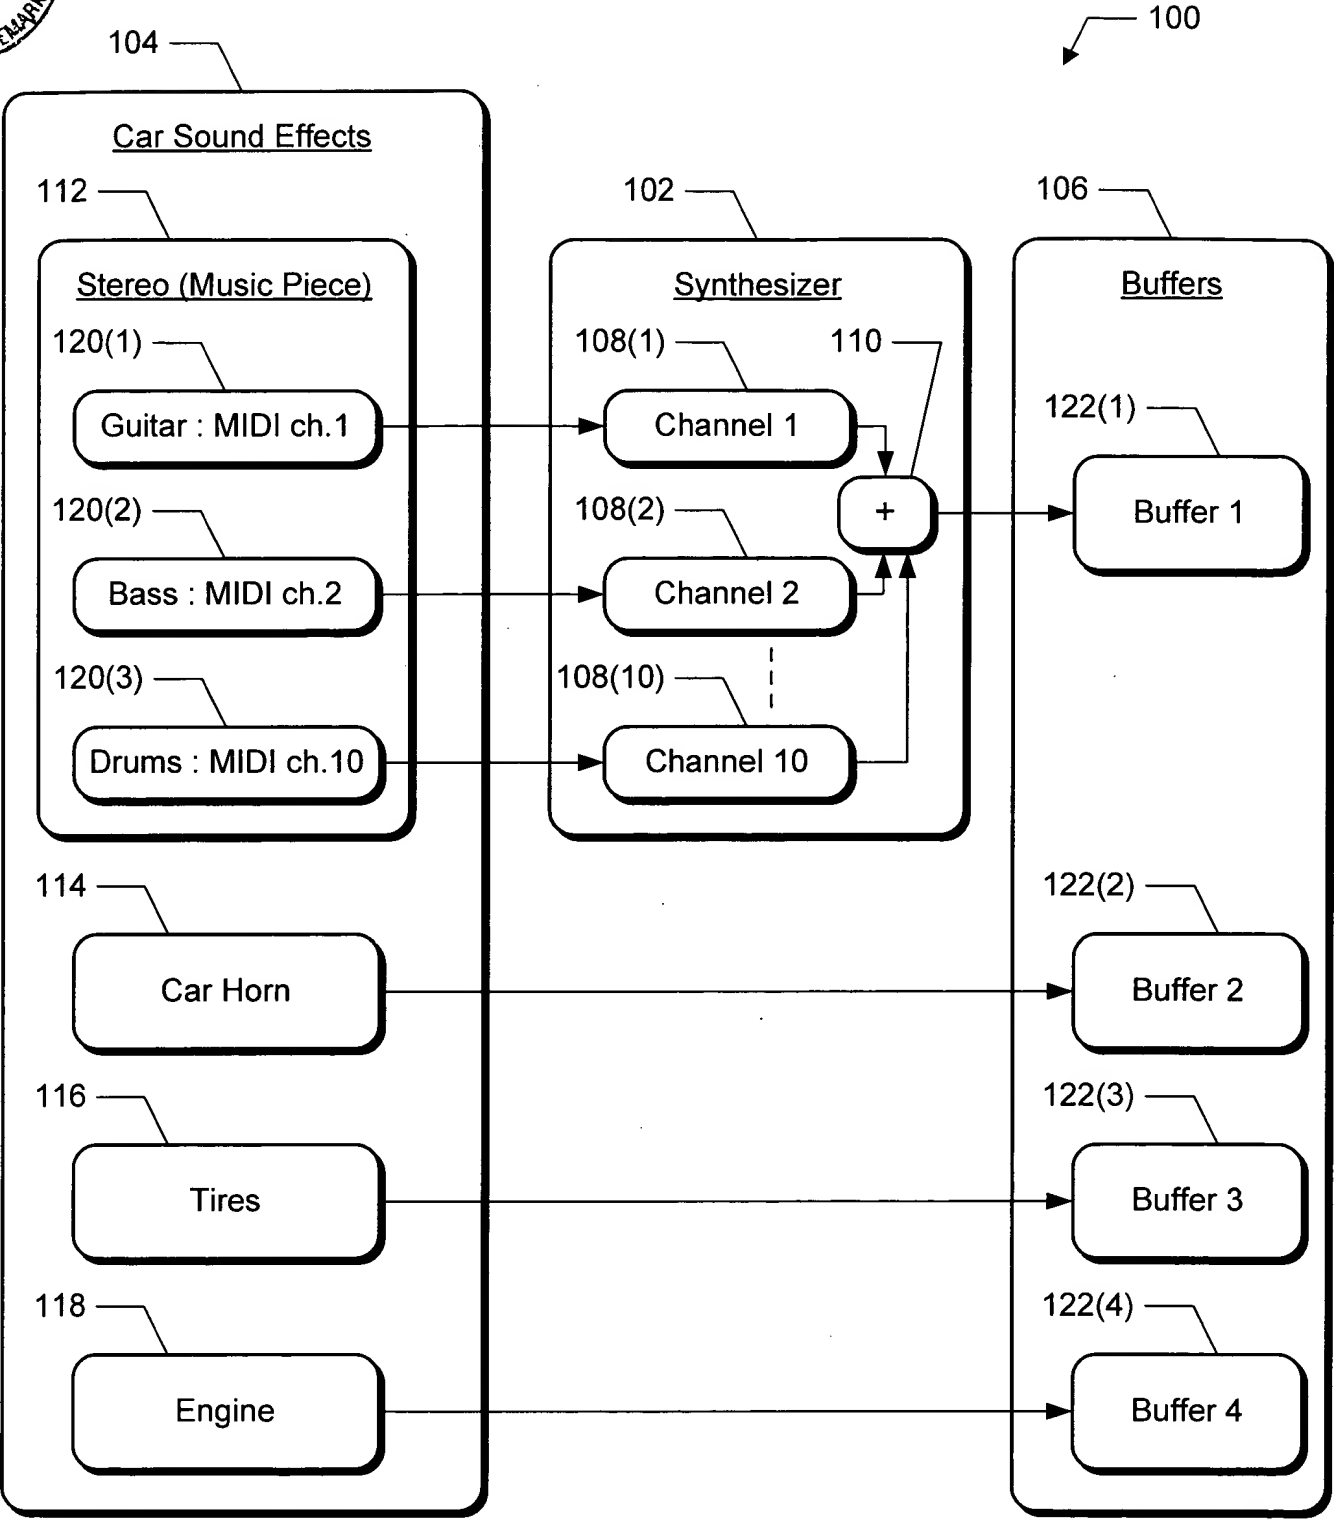 100
104
Car Sound Effects
112
102
106
Stereo (Music Piece)
Synthesizer
Buffers
120(1)
108(1)
110
Guitar : MIDI ch.1
Channel 1
122(1)
120(2)
108(2)
+
Buffer 1
Bass : MIDI ch.2
Channel 2
120(3)
108(10)
Drums : MIDI ch.10
Channel 10
114
122(2)
Car Horn
Buffer 2
116
122(3)
Tires
Buffer 3
118
122(4)
Engine
Buffer 4